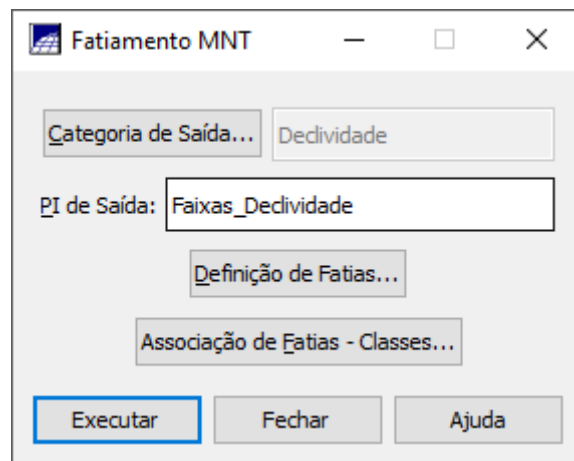 Fatiamento MNT
Categoria de Saída... Declividade
PI de Saída: Faixas_Declividade
Definição de Fatias...
Associação de Fatias - Classes...
Executar Fechar Ajuda